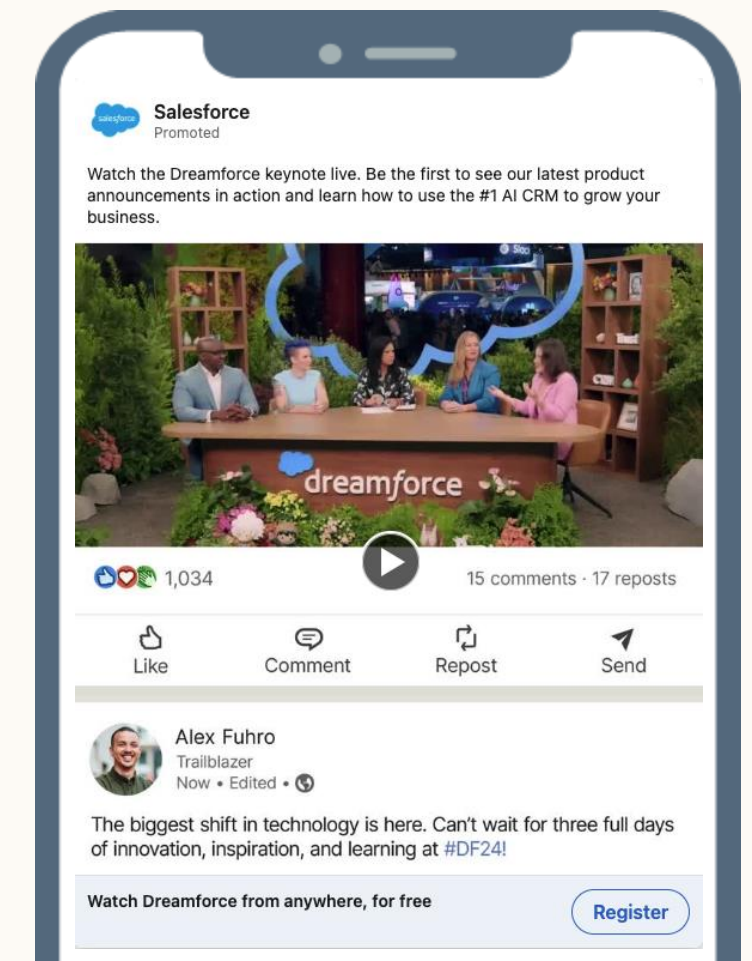 salesforce
Salesforce
Promoted
Watch the Dreamforce keynote live. Be the first to see our latest product
announcements in action and learn how to use the #1 AI CRM to grow your
business.
dreamforce
1,034
15 comments · 17 reposts
Like
Comment
Repost
Send
Alex Fuhro
Trailblazer
Now • Edited •
The biggest shift in technology is here. Can't wait for three full days
of innovation, inspiration, and learning at #DF24!
Watch Dreamforce from anywhere, for free
Register